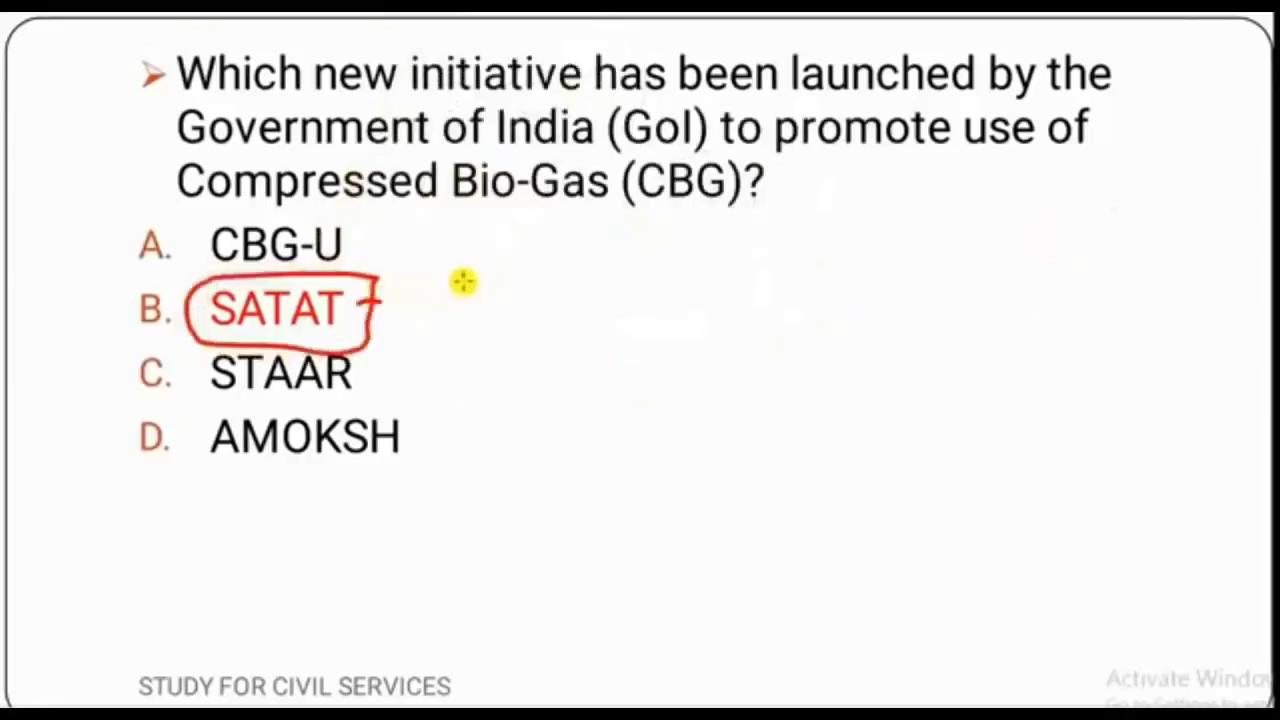 Which new initiative has been launched by the
Government of India (GoI) to promote use of
Compressed Bio-Gas (CBG)?
A. CBG-U
B. SATAT
C. STAAR
D. AMOKSH
STUDY FOR CIVIL SERVICES
Activate Window